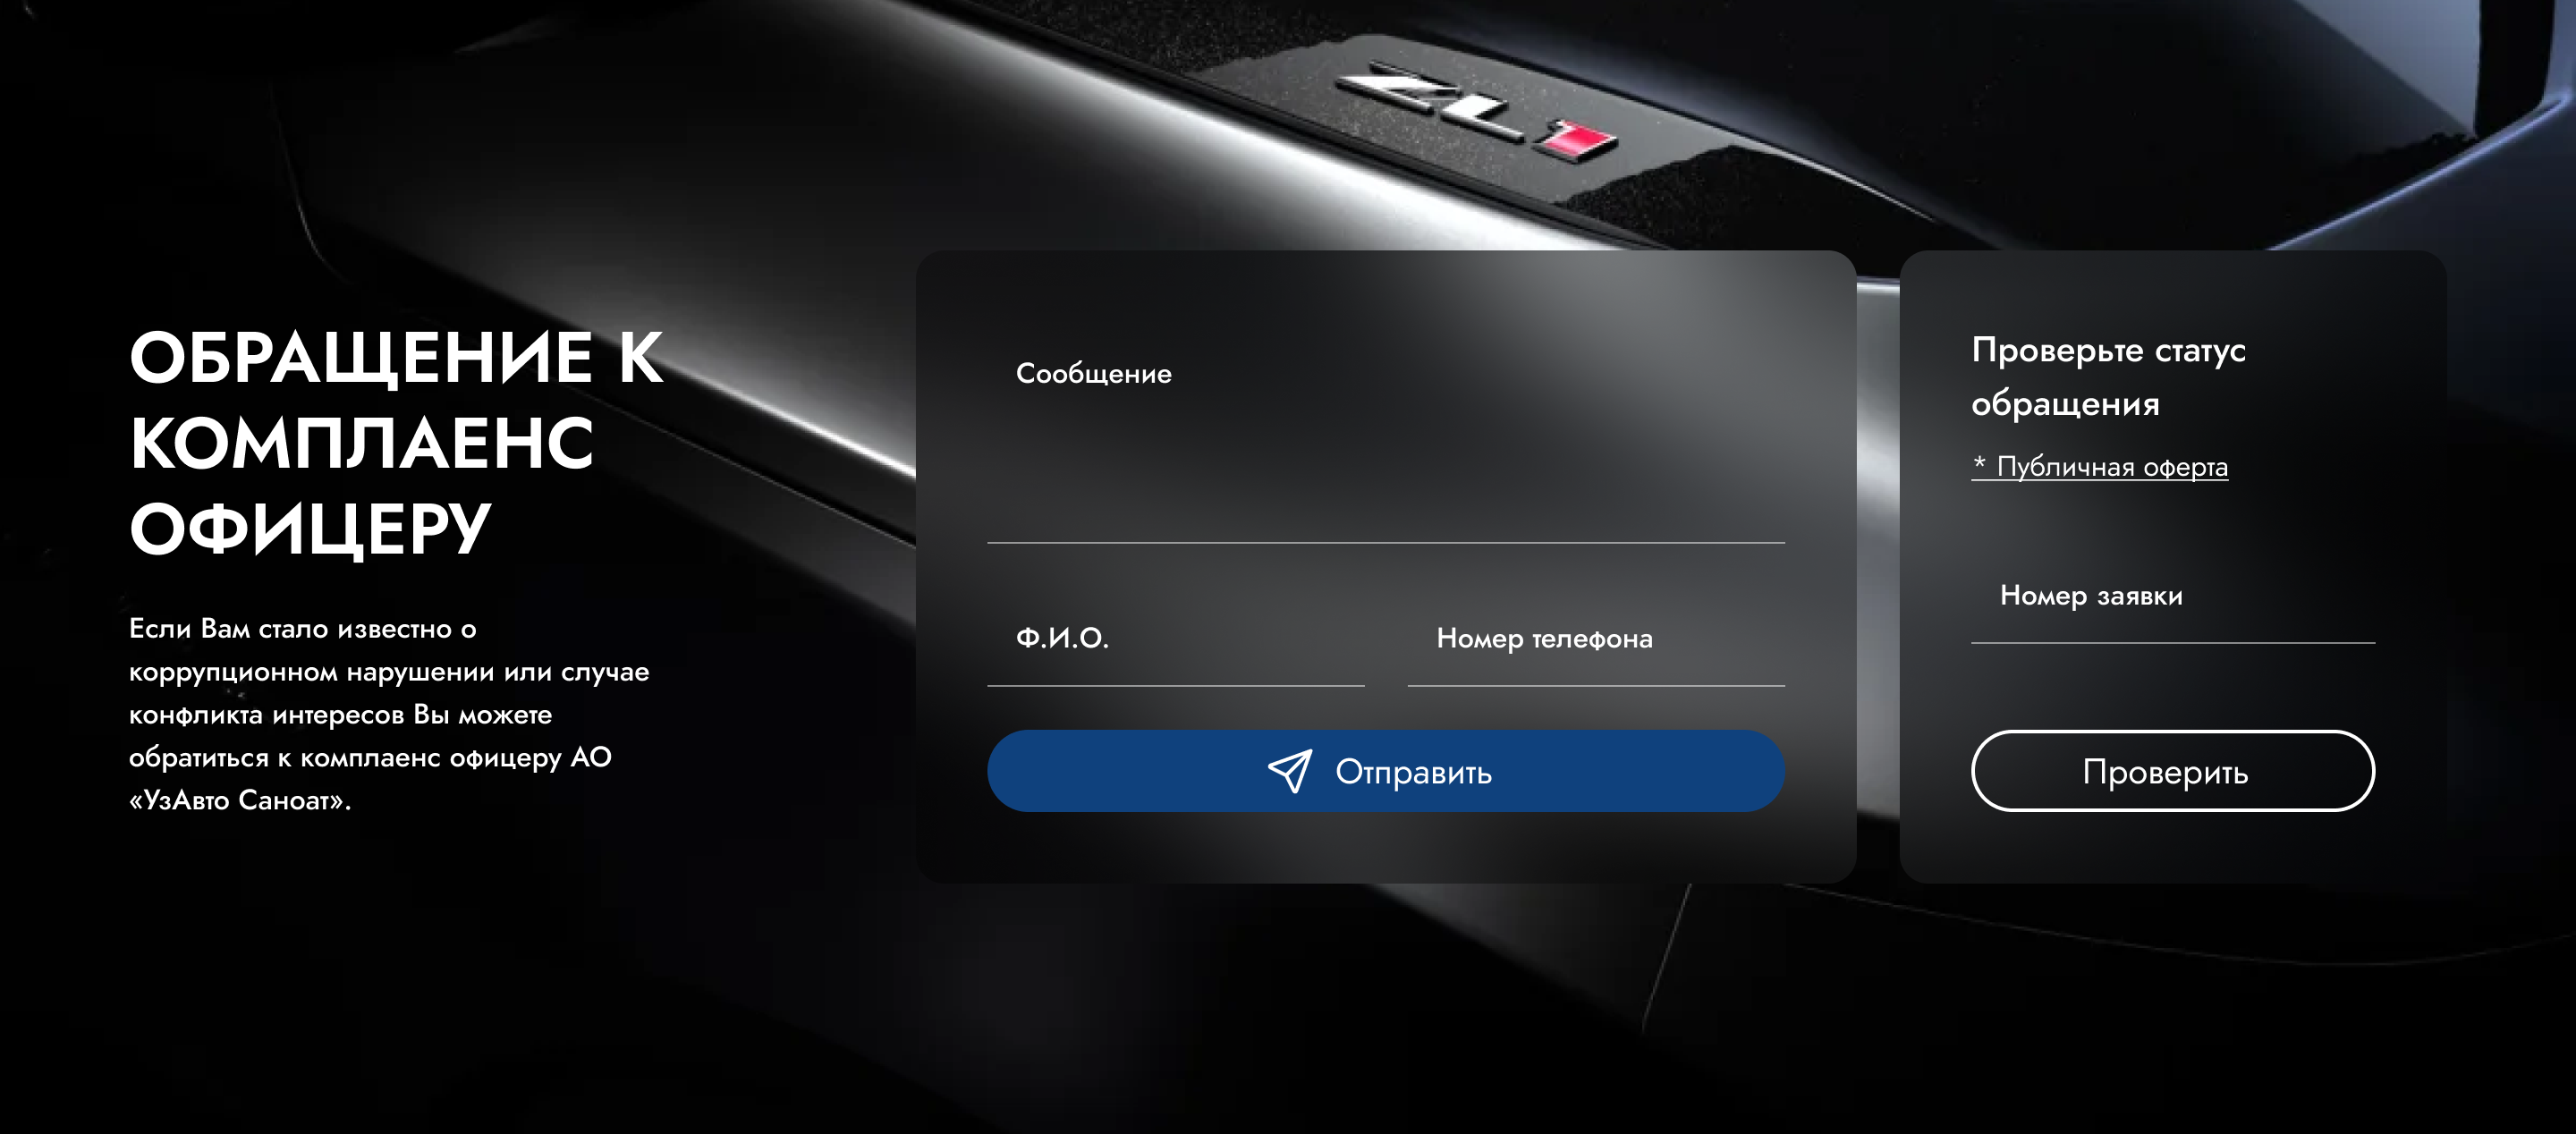 ZL1
ОБРАЩЕНИЕ К
КОМПЛАЕНС
ОФИЦЕРУ
Если Вам стало известно о
коррупционном нарушении или случае
конфликта интересов Вы можете
обратиться к комплаенс офицеру АО
«УзАвто Саноат».
Сообщение
Ф.И.О.
Номер телефона
Отправить
Проверьте статус
обращения
* Публичная оферта
Номер заявки
Проверить